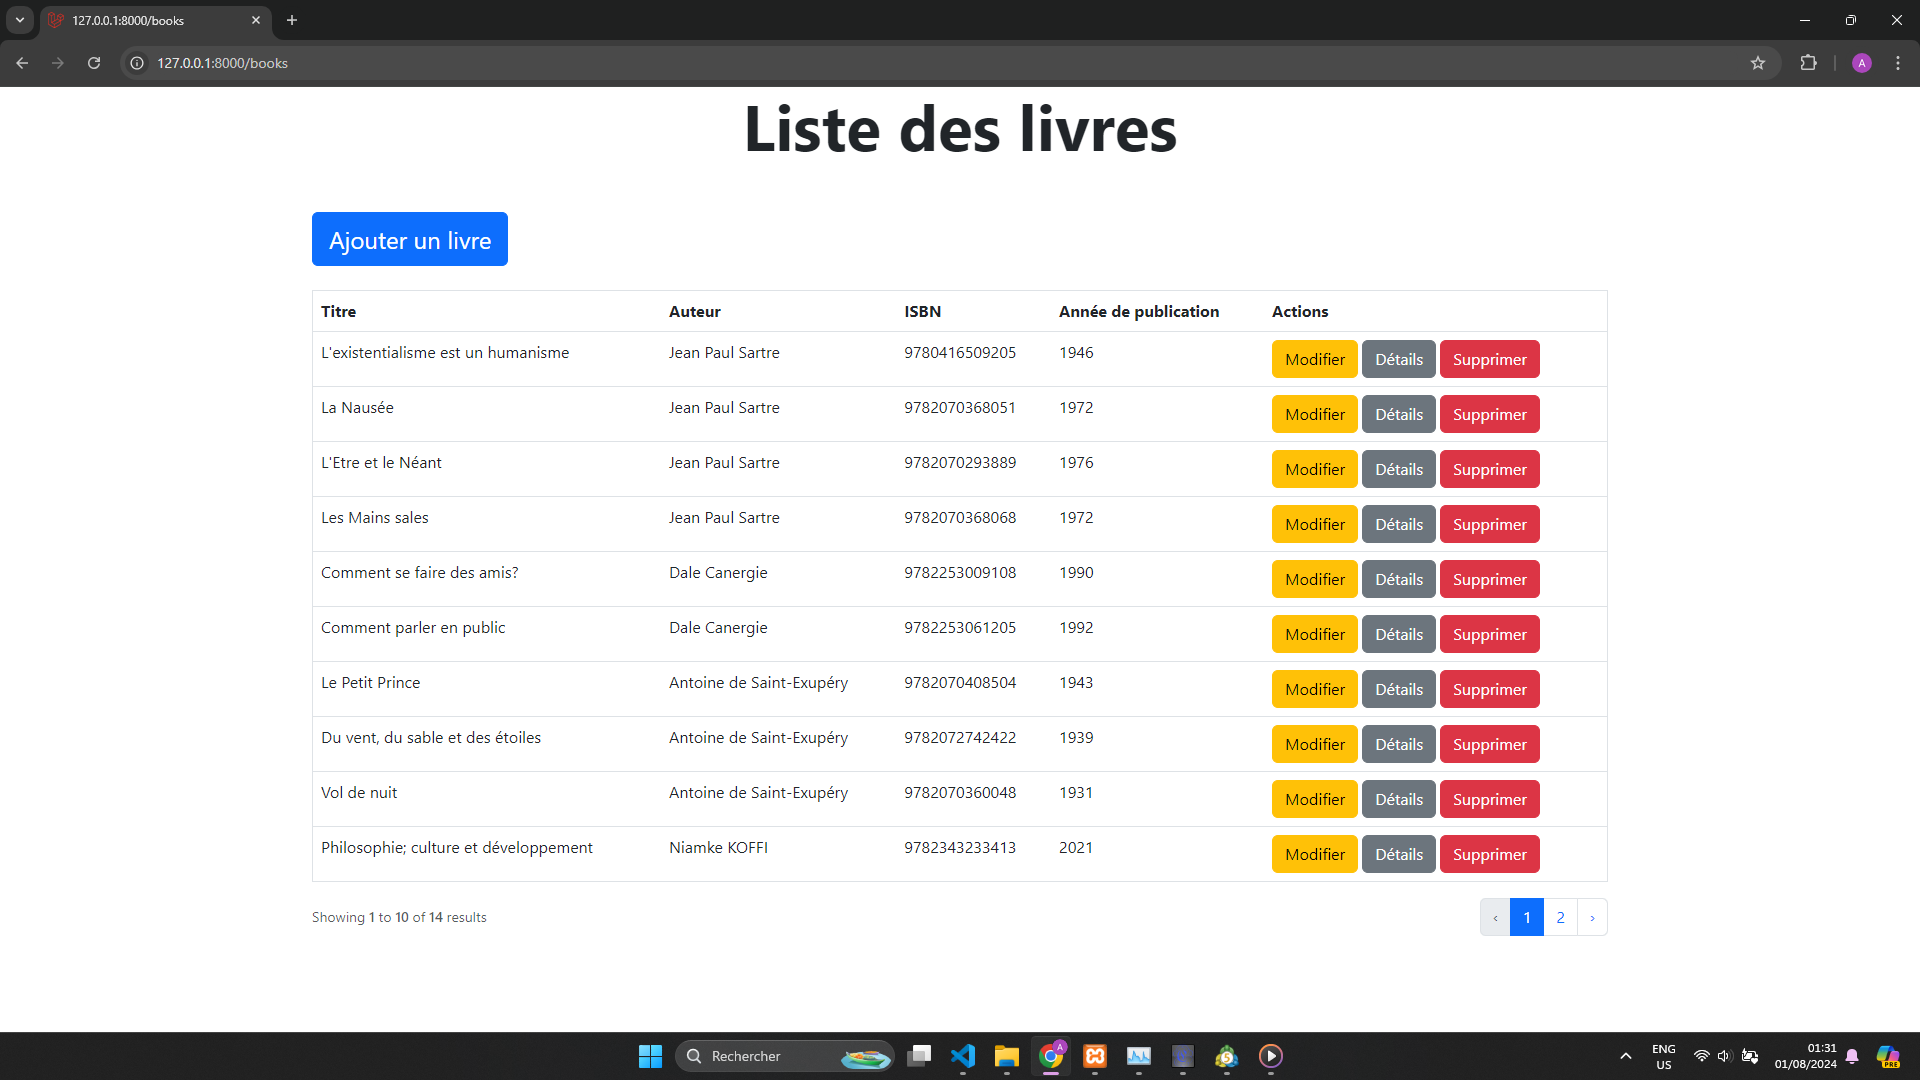 127.0.0.1:8000/books
127.0.0.1:8000/books
A
Liste des livres
Ajouter un livre
Titre Auteur ISBN Année de publication Actions
L'existentialisme est un humanisme Jean Paul Sartre 9780416509205 1946 Modifier Détails Supprimer
La Nausée Jean Paul Sartre 9782070368051 1972 Modifier Détails Supprimer
L'Etre et le Néant Jean Paul Sartre 9782070293889 1976 Modifier Détails Supprimer
Les Mains sales Jean Paul Sartre 9782070368068 1972 Modifier Détails Supprimer
Comment se faire des amis? Dale Canergie 9782253009108 1990 Modifier Détails Supprimer
Comment parler en public Dale Canergie 9782253061205 1992 Modifier Détails Supprimer
Le Petit Prince Antoine de Saint-Exupéry 9782070408504 1943 Modifier Détails Supprimer
Du vent, du sable et des étoiles Antoine de Saint-Exupéry 9782072742422 1939 Modifier Détails Supprimer
Vol de nuit Antoine de Saint-Exupéry 9782070360048 1931 Modifier Détails Supprimer
Philosophie; culture et développement Niamke KOFFI 9782343233413 2021 Modifier Détails Supprimer
Showing 1 to 10 of 14 results ‹ 1 2 ›
Rechercher
A
ENG
US
01:31
01/08/2024
PRE